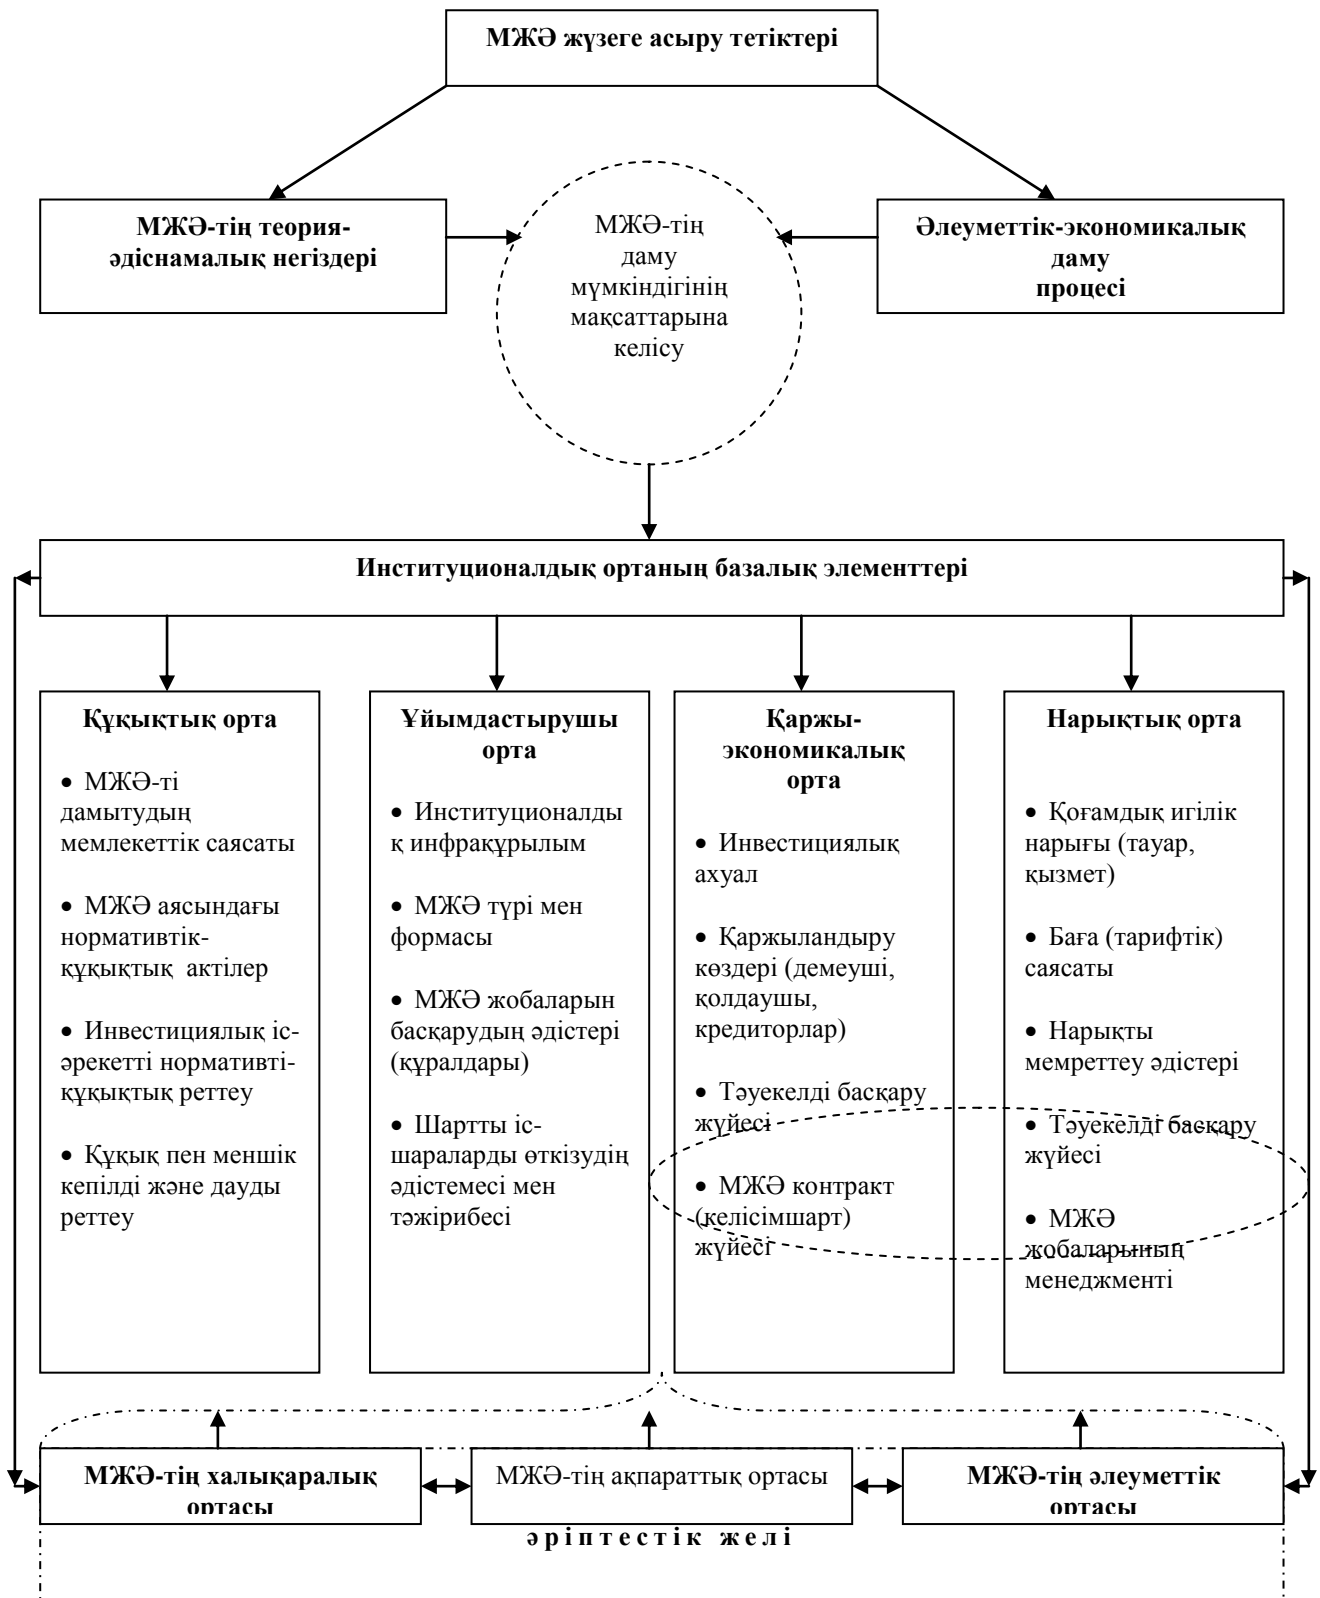 МЖӘ жүзеге асыру тетіктері
МЖӘ-тің теория-
әдіснамалық негіздері
МЖӘ-тің
даму
мүмкіндігінің
мақсаттарына
келісу
Әлеуметтік-экономикалық
даму
процесі
Институционалдық ортаның базалық элементтері
Құқықтық орта
• МЖӘ-ті
дамытудың
мемлекеттік саясаты
• МЖӘ аясындағы
нормативтік-
құқықтық актілер
• Инвестициялық іс-
әрекетті нормативті-
құқықтық реттеу
• Құқық пен меншік
кепілді және дауды
реттеу
Ұйымдастырушы
орта
• Институционалды
қ инфрақұрылым
• МЖӘ түрі мен
формасы
• МЖӘ жобаларын
басқарудың әдістері
(құралдары)
• Шартты іс-
шараларды өткізудің
әдістемесі мен
тәжірибесі
Қаржы-
экономикалық
орта
• Инвестициялық
ахуал
• Қаржыландыру
көздері (демеуші,
қолдаушы,
кредиторлар)
• Тәуекелді басқару
жүйесі
• МЖӘ контракт
(келісімшарт)
жүйесі
Нарықтық орта
• Қоғамдық игілік
нарығы (тауар,
қызмет)
• Баға (тарифтік)
саясаты
• Нарықты
мемреттеу әдістері
• Тәуекелді басқару
жүйесі
• МЖӘ
жобаларының
менеджменті
МЖӘ-тің халықаралық
ортасы
МЖӘ-тің ақпараттық ортасы
МЖӘ-тің әлеуметтік
ортасы
әріптестік желі